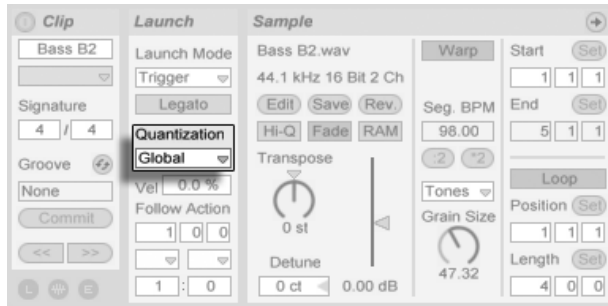 Clip
Bass B2
Signature
4 / 4
Groove
None
Commit
<< >>
L E
Launch
Launch Mode
Trigger
Legato
Quantization
Global
Vel 0.0 %
Follow Action
1 0 0
1 : 0
Sample
Bass B2.wav
44.1 kHz 16 Bit 2 Ch
Edit Save Rev.
Hi-Q Fade RAM
Transpose
0 st
Detune
0 ct 0.00 dB
Warp
Seg. BPM
98.00
:2 *2
Tones
Grain Size
47.32
Start Set
1 1 1
End Set
5 1 1
Loop
Position Set
1 1 1
Length Set
4 0 0